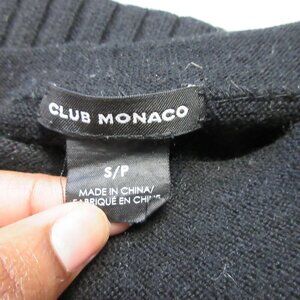 CLUB MONACO
S/P
MADE IN CHINA/
FABRIQUÉ EN CHINE